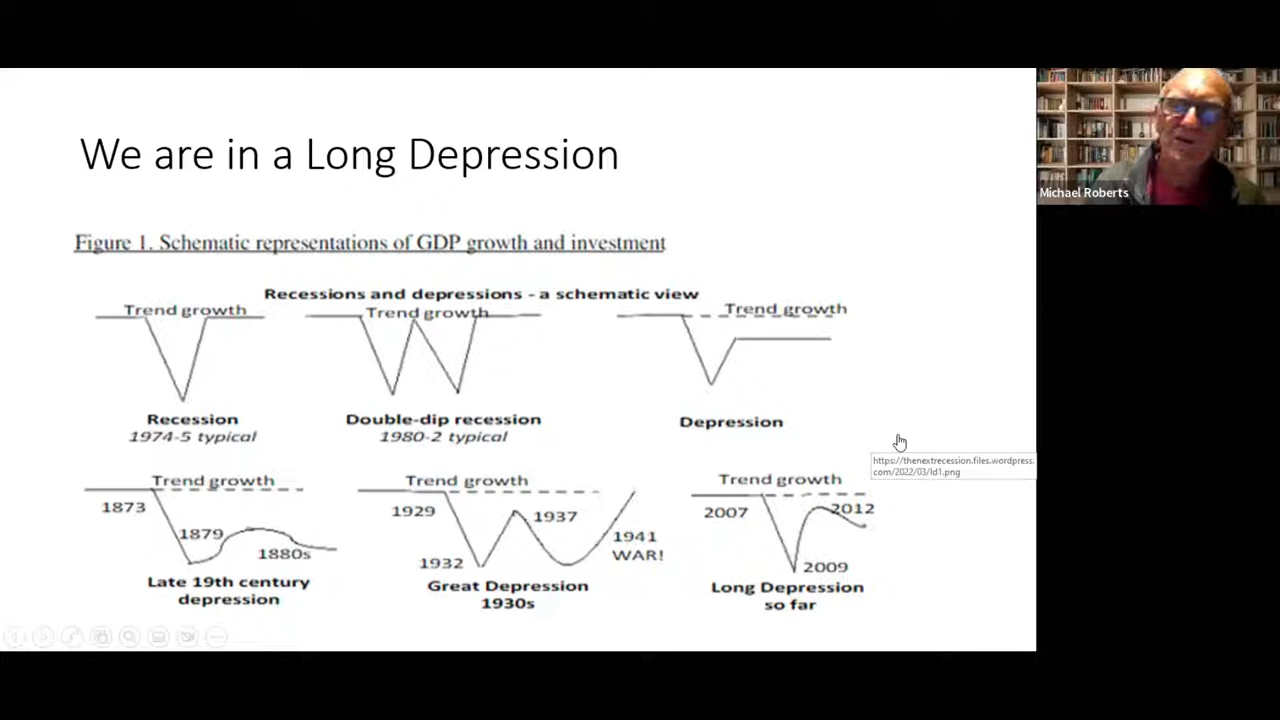 We are in a Long Depression
Michael Roberts
Figure 1. Schematic representations of GDP growth and investment
Recessions and depressions - a schematic view
Trend growth
Trend growth
Trend growth
Recession
1974-5 typical
Double-dip recession
1980-2 typical
Depression
https://thenextrecession.files.wordpress.
com/2022/03/ld1.png
Trend growth
1873
1879
1880s
Late 19th century
depression
Trend growth
1929
1937
1932
1941
WAR!
Great Depression
1930s
Trend growth
2007
2012
2009
Long Depression
so far